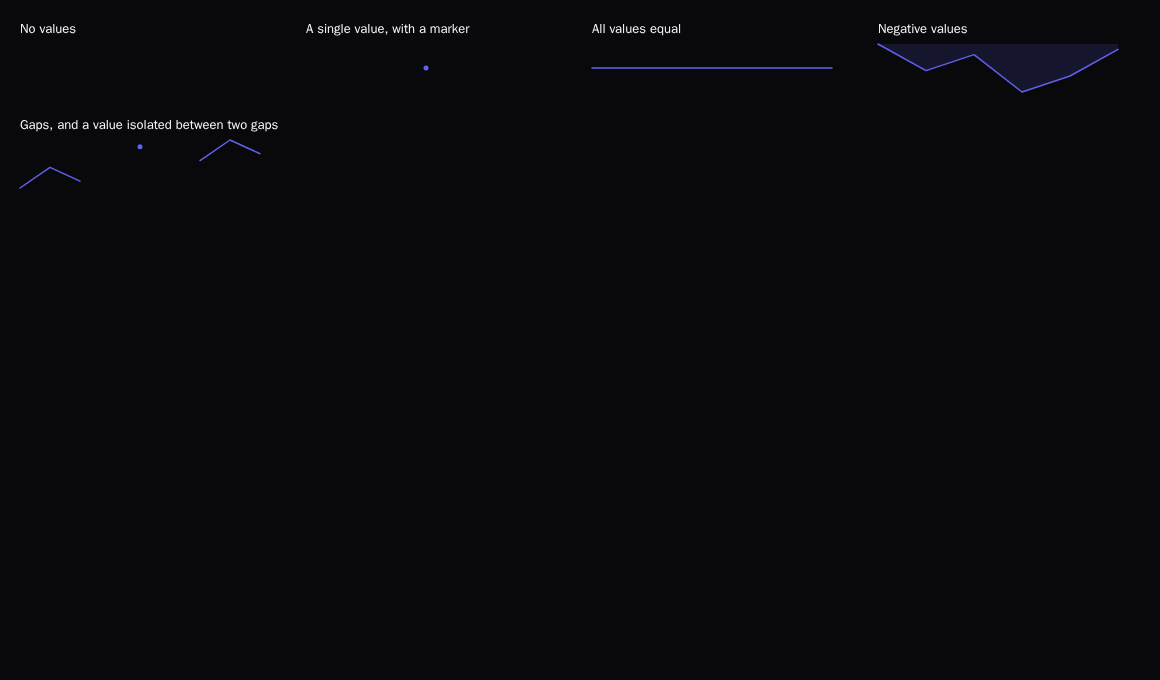 No values
A single value, with a marker
All values equal
Negative values
Gaps, and a value isolated between two gaps